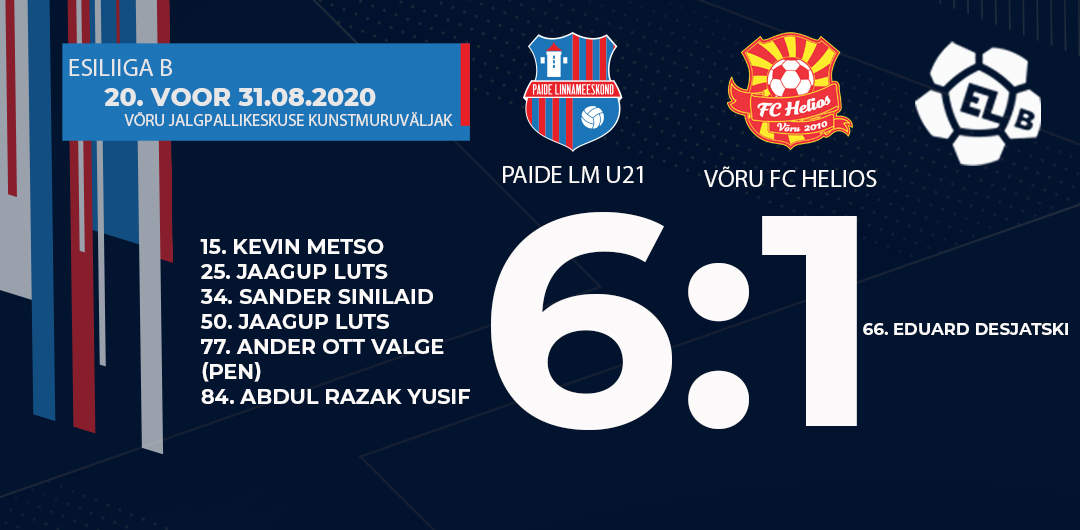 ESILIIGA B
20. VOOR 31.08.2020
VÕRU JALGPALLIKESKUSE KUNSTMURUVÄLJAK
PAIDE LINNAMEESKOND
FC Helios
Võru 2010
EL B
PAIDE LM U21
VÕRU FC HELIOS
6:1
15. KEVIN METSO
25. JAAGUP LUTS
34. SANDER SINILAID
50. JAAGUP LUTS
77. ANDER OTT VALGE
(PEN)
84. ABDUL RAZAK YUSIF
66. EDUARD DESJATSKI